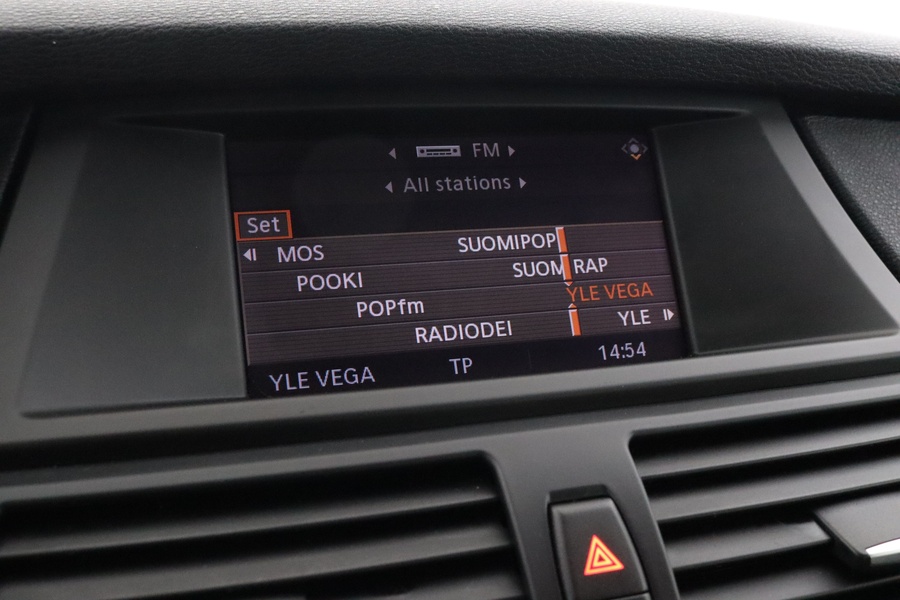 FM
All stations
Set
MOS SUOMIPOP
POOKI SUOM RAP
POPfm YLE VEGA
RADIODEI YLE
YLE VEGA TP 14:54